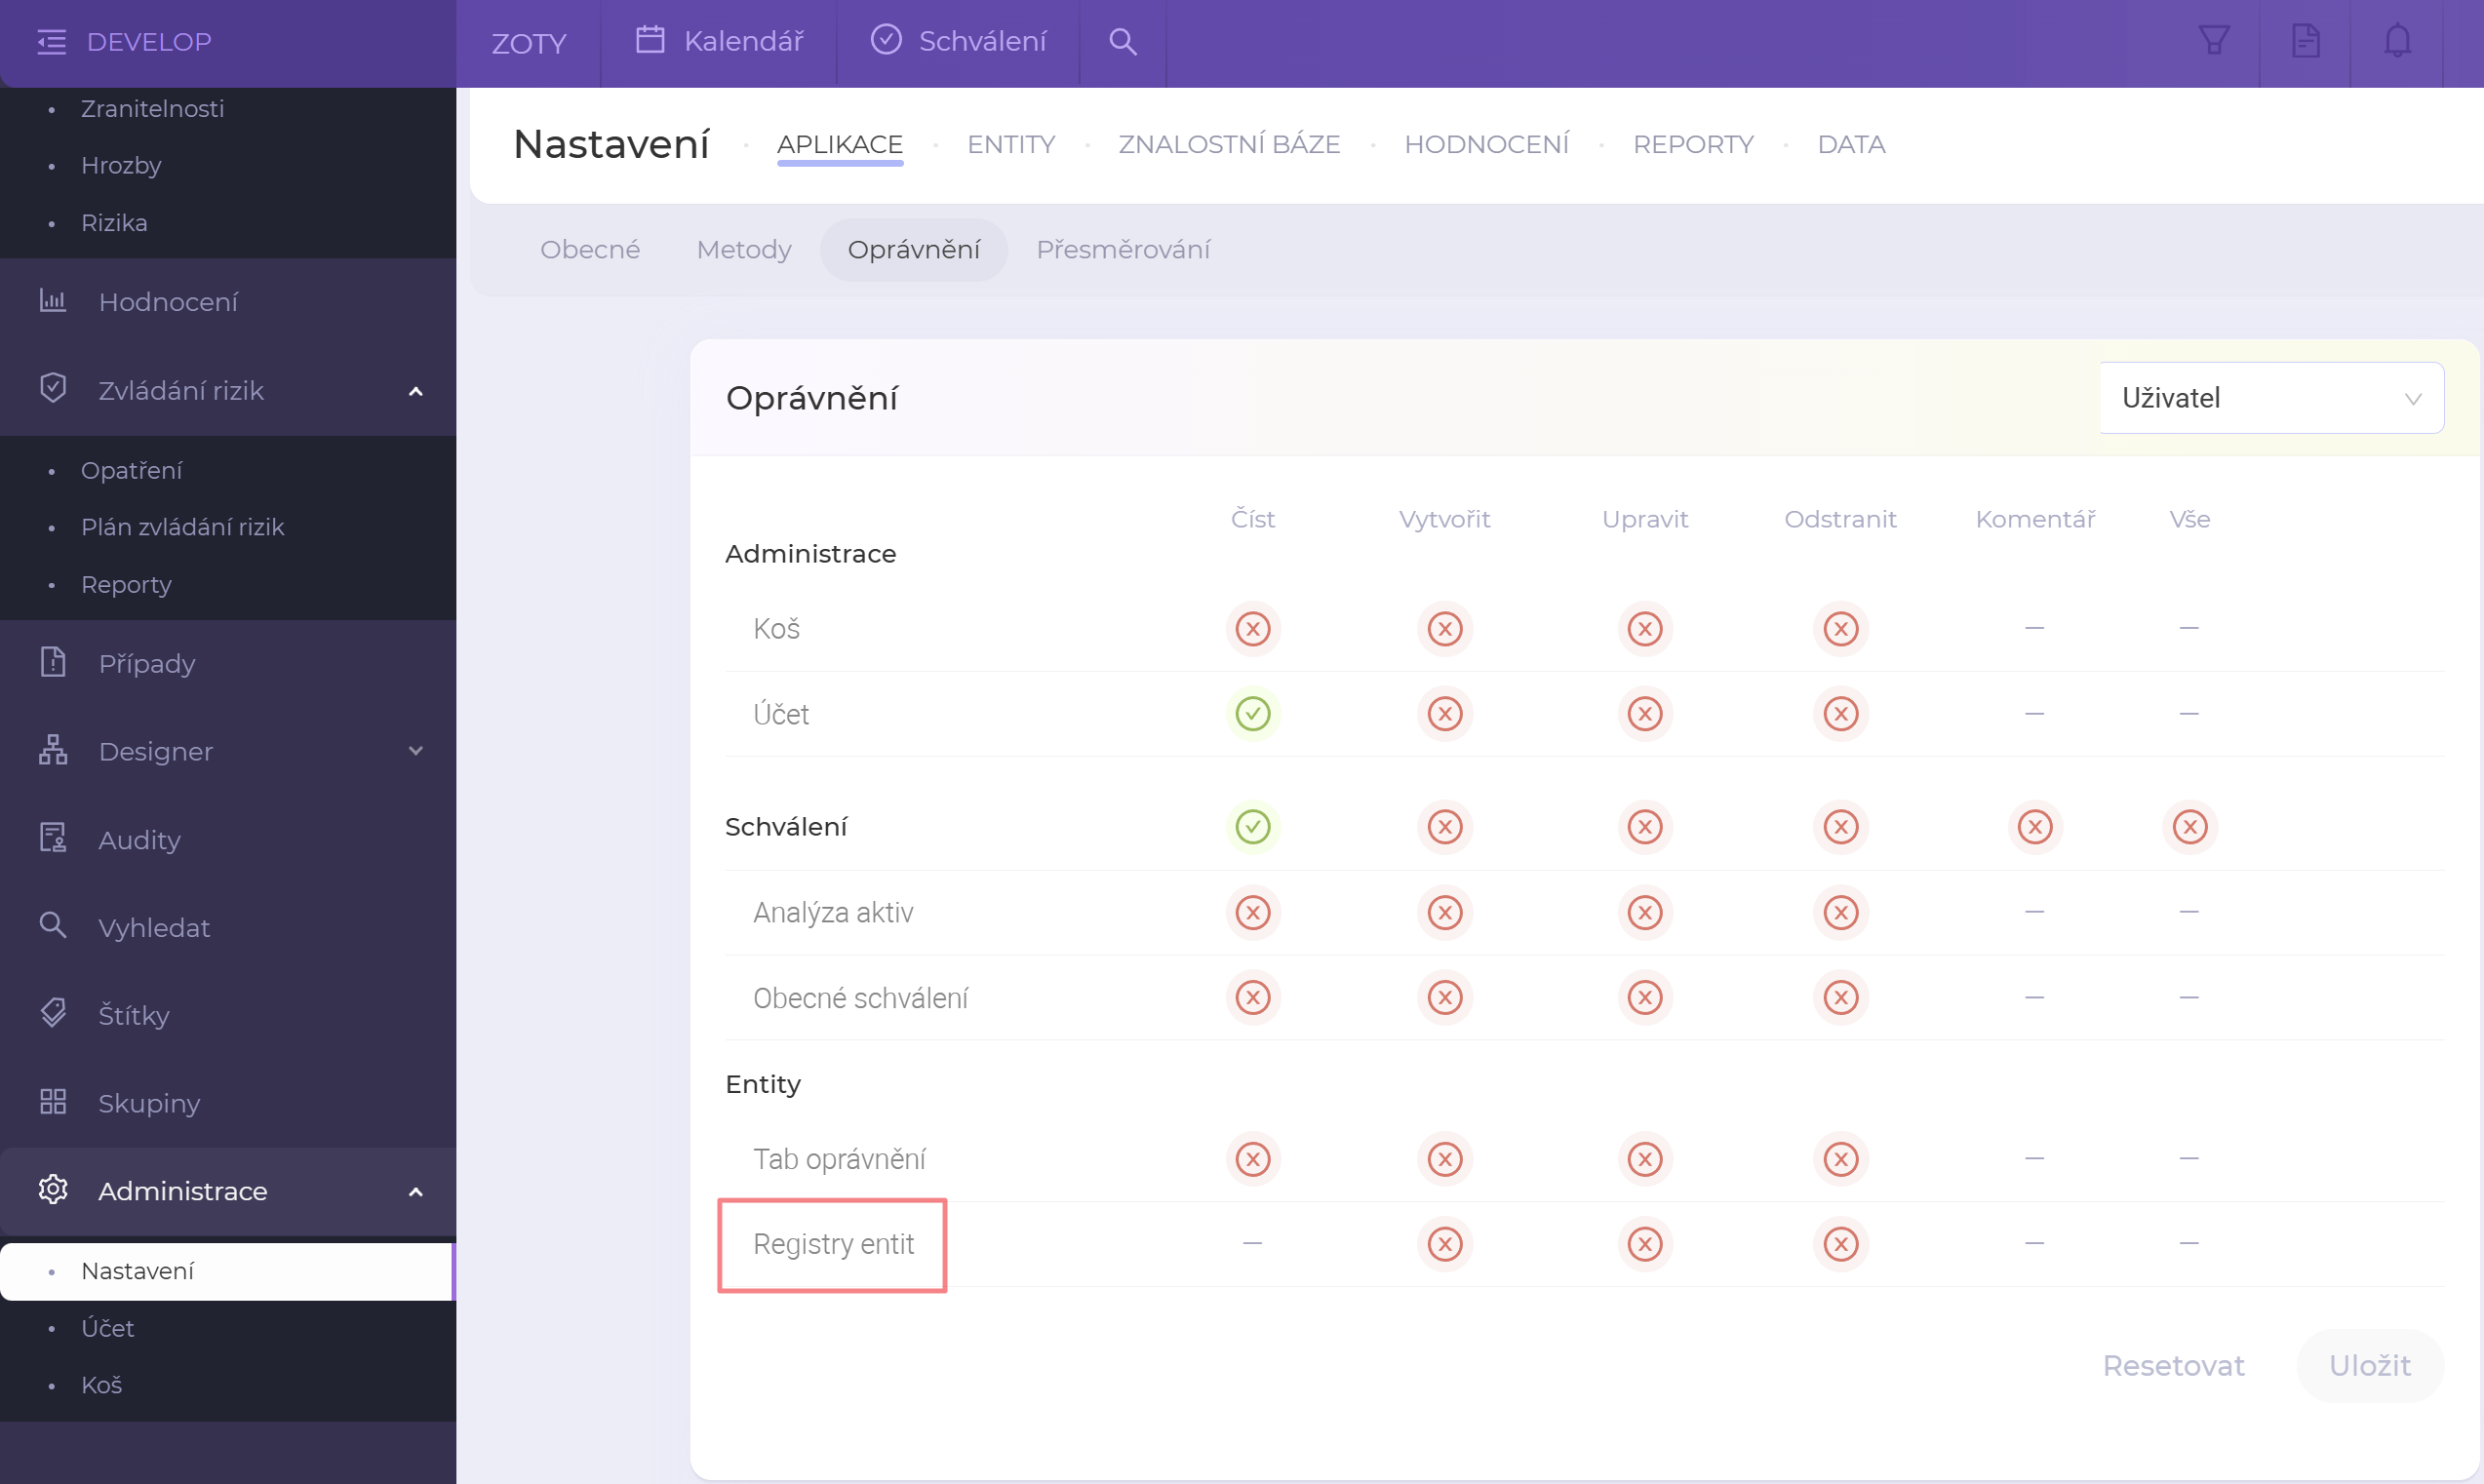 DEVELOP
ZOTY
Kalendář
Schválení
Zranitelnosti
Hrozby
Rizika
Hodnocení
Zvládání rizik
Opatření
Plán zvládání rizik
Reporty
Případy
Designer
Audity
Vyhledat
Štítky
Skupiny
Administrace
Nastavení
Účet
Koš
Nastavení
APLIKACE
ENTITY
ZNALOSTNÍ BÁZE
HODNOCENÍ
REPORTY
DATA
Obecné
Metody
Oprávnění
Přesměrování
Oprávnění
Uživatel
Číst Vytvořit Upravit Odstranit Komentář Vše
Administrace
Koš
Účet
Schválení
Analýza aktiv
Obecné schválení
Entity
Tab oprávnění
Registry entit
Resetovat
Uložit